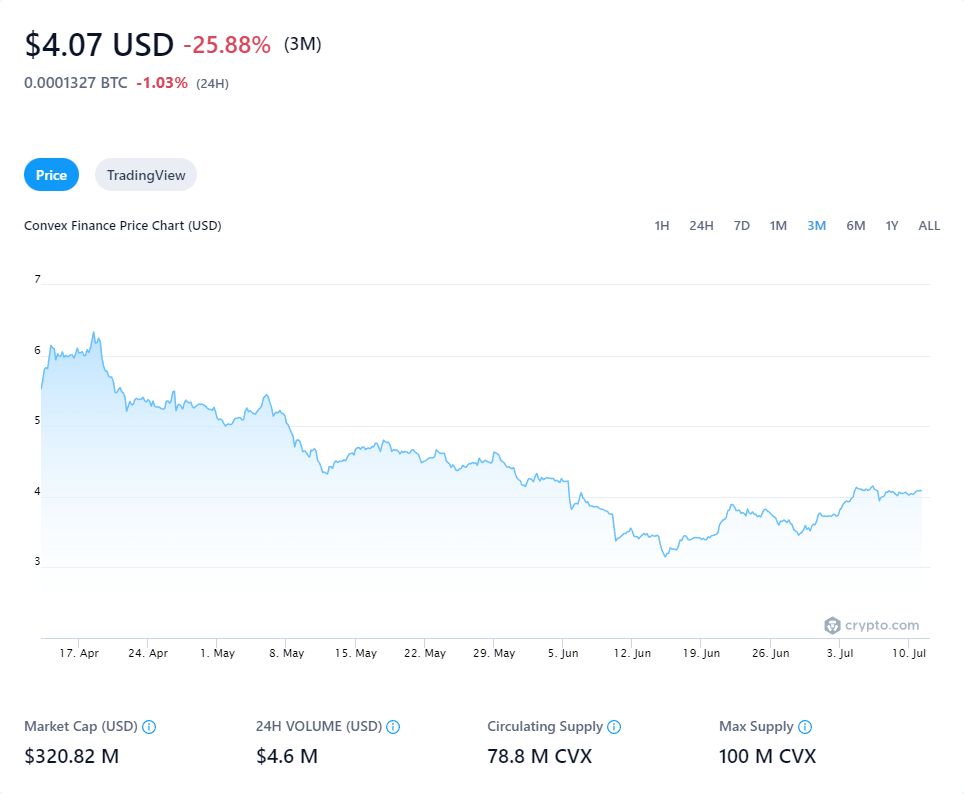 $4.07 USD -25.88% (3M)
0.0001327 BTC -1.03% (24H)
Price TradingView
Convex Finance Price Chart (USD) 1H 24H 7D 1M 3M 6M 1Y ALL
7
6
5
4
3
crypto.com
17. Apr 24. Apr 1. May 8. May 15. May 22. May 29. May 5. Jun 12. Jun 19. Jun 26. Jun 3. Jul 10. Jul
Market Cap (USD) 24H VOLUME (USD) Circulating Supply Max Supply
$320.82 M $4.6 M 78.8 M CVX 100 M CVX